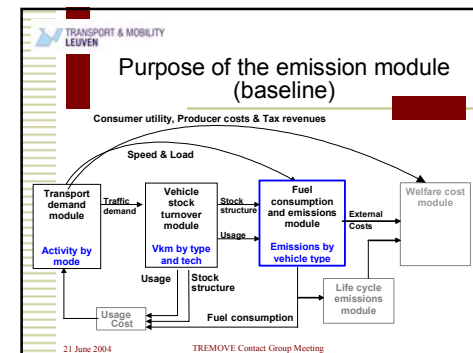 TRANSPORT & MOBILITY
LEUVEN
Purpose of the emission module
(baseline)
Consumer utility, Producer costs & Tax revenues
Speed & Load
Transport
demand
module
Activity by
mode
Traffic
demand
Vehicle
stock
turnover
module
Vkm by type
and tech
Stock
structure
Usage
Fuel
consumption
and emissions
module
Emissions by
vehicle type
External
Costs
Welfare cost
module
Usage
Stock
structure
Life cycle
emissions
module
Usage
Cost
Fuel consumption
21 June 2004
TREMOVE Contact Group Meeting